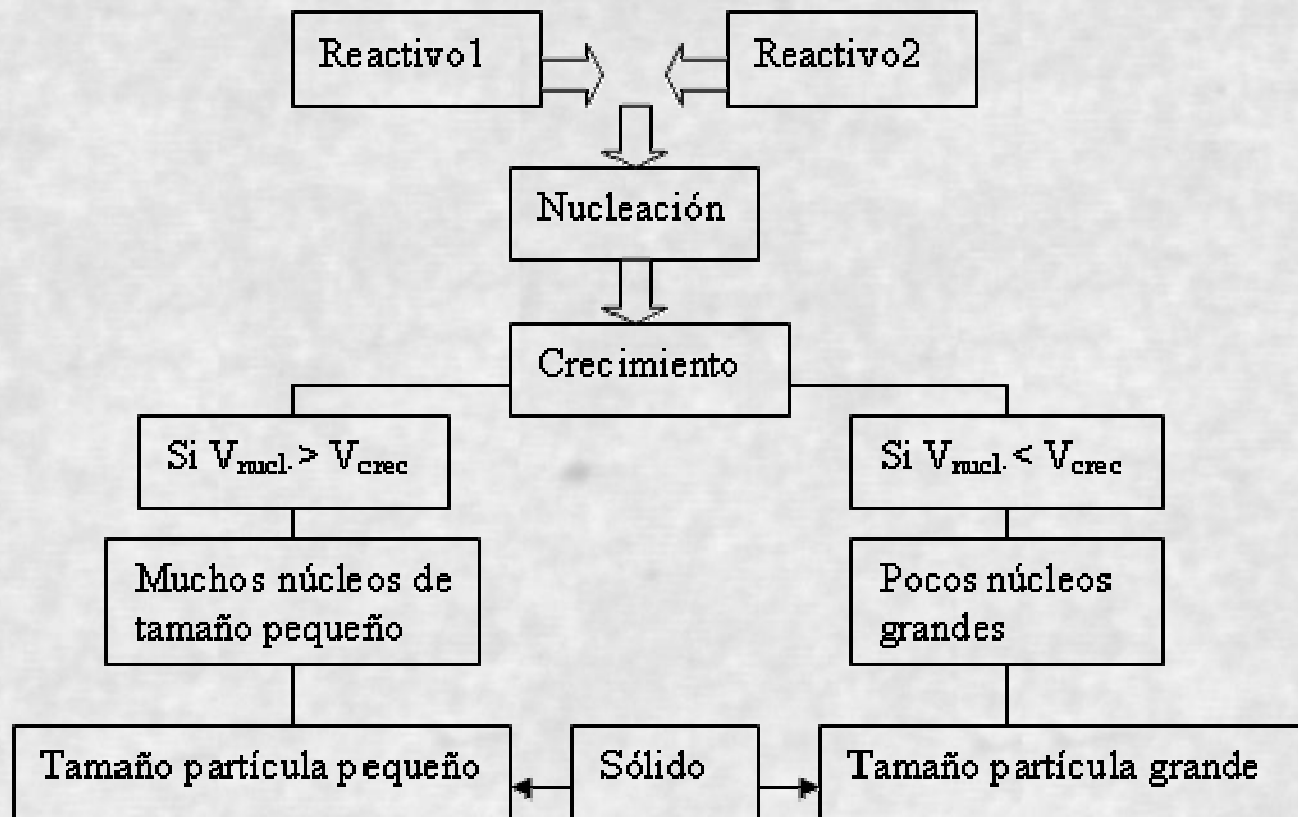 Reactivo1
Reactivo2
Nucleación
Crecimiento
Si Vnucl. > Vcrec
Si Vnucl. < Vcrec
Muchos núcleos de
tamaño pequeño
Pocos núcleos
grandes
Tamaño partícula pequeño
Sólido
Tamaño partícula grande